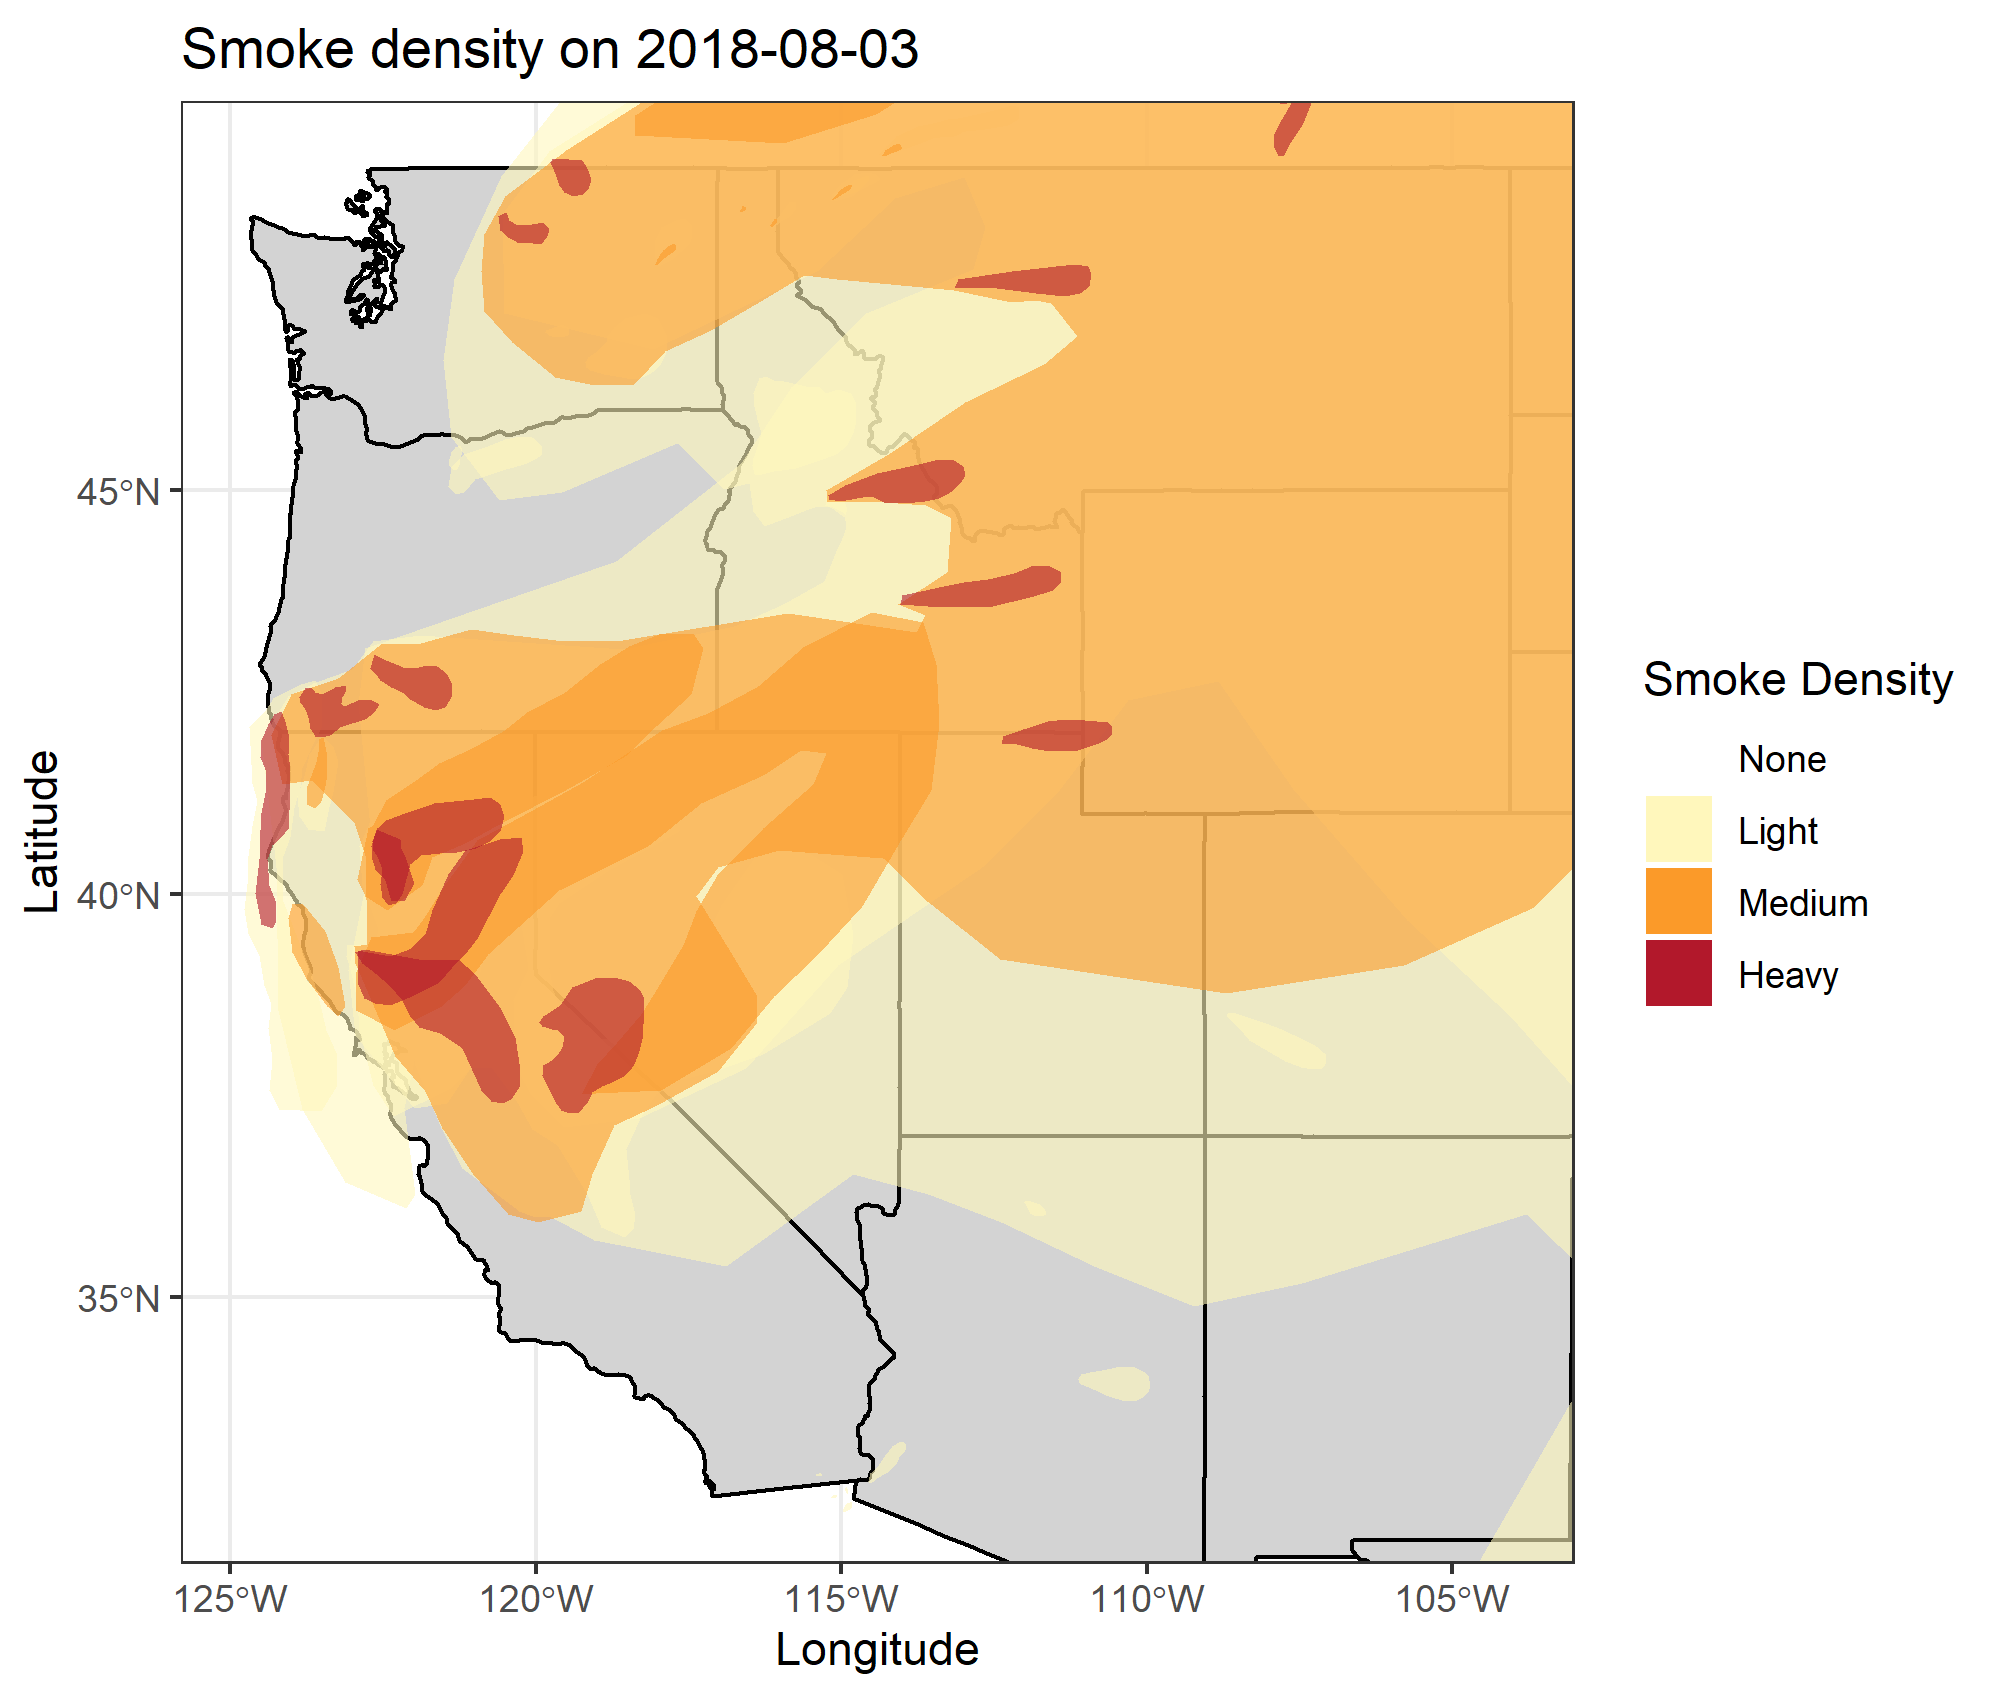 Smoke density on 2018-08-03
Latitude
45°N
40°N
35°N
125°W
120°W
115°W
110°W
105°W
Longitude
Smoke Density
None
Light
Medium
Heavy